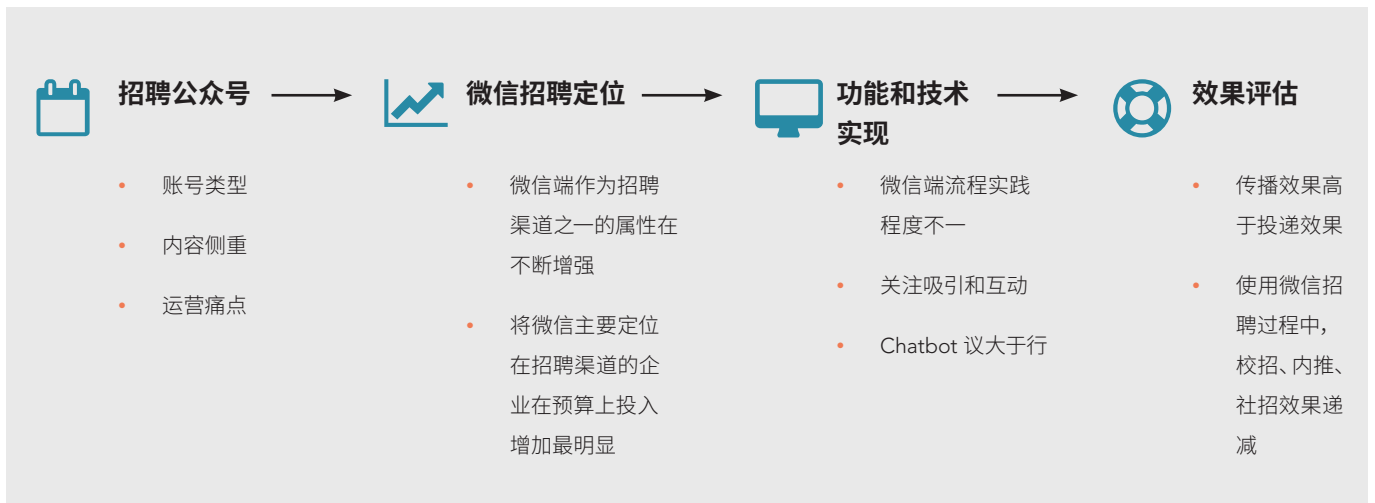 招聘公众号
账号类型
内容侧重
运营痛点
微信招聘定位
微信端作为招聘
渠道之一的属性在
不断增强
将微信主要定位
在招聘渠道的企
业在预算上投入
增加最明显
功能和技术
实现
微信端流程实践
程度不一
关注吸引和互动
Chatbot 议大于行
效果评估
传播效果高
于投递效果
使用微信招
聘过程中，
校招、内推、
社招效果递
减